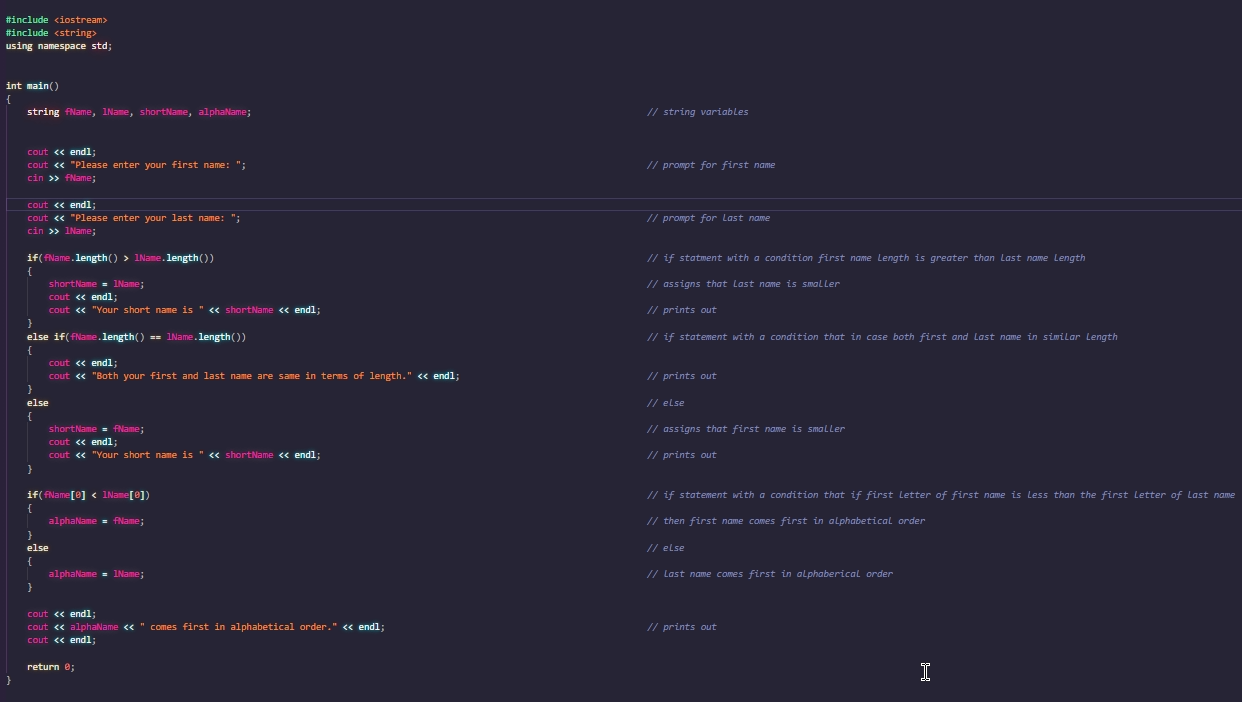 #include <iostream>
#include <string>
using namespace std;
int main()
{
string fName, lName, shortName, alphaName; // string variables
cout << endl;
cout << "Please enter your first name: "; // prompt for first name
cin >> fName;
cout << endl;
cout << "Please enter your last name: "; // prompt for last name
cin >> lName;
if(fName.length() > lName.length()) // if statment with a condition first name length is greater than last name length
{
shortName = lName; // assigns that last name is smaller
cout << endl;
cout << "Your short name is " << shortName << endl; // prints out
}
else if(fName.length() == lName.length()) // if statement with a condition that in case both first and last name in similar length
{
cout << endl;
cout << "Both your first and last name are same in terms of length." << endl; // prints out
}
else // else
{
shortName = fName; // assigns that first name is smaller
cout << endl;
cout << "Your short name is " << shortName << endl; // prints out
}
if(fName[0] < lName[0]) // if statement with a condition that if first letter of first name is less than the first letter of last name
{
alphaName = fName; // then first name comes first in alphabetical order
}
else // else
{
alphaName = lName; // last name comes first in alphaberical order
}
cout << endl;
cout << alphaName << " comes first in alphabetical order." << endl; // prints out
cout << endl;
return 0;
}